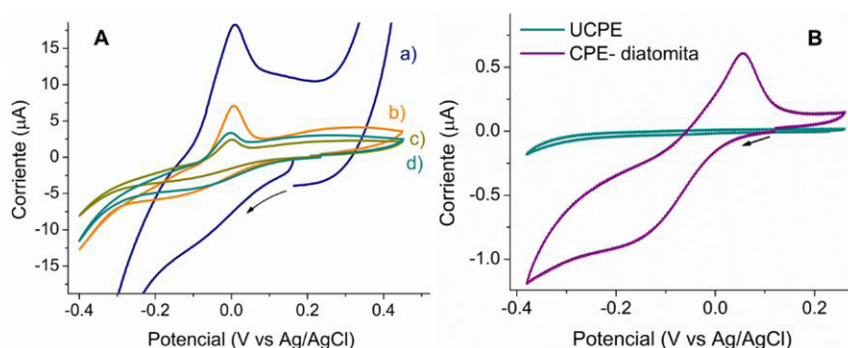 A
a)
b)
c)
d)
15
10
5
0
-5
-10
-15
-0.4
-0.2
0.0
0.2
0.4
Corriente (μA)
Potencial (V vs Ag/AgCl)
B
UCPE
CPE- diatomita
0.5
0.0
-0.5
-1.0
-0.4
-0.2
0.0
0.2
Corriente (μA)
Potencial (V vs Ag/AgCl)